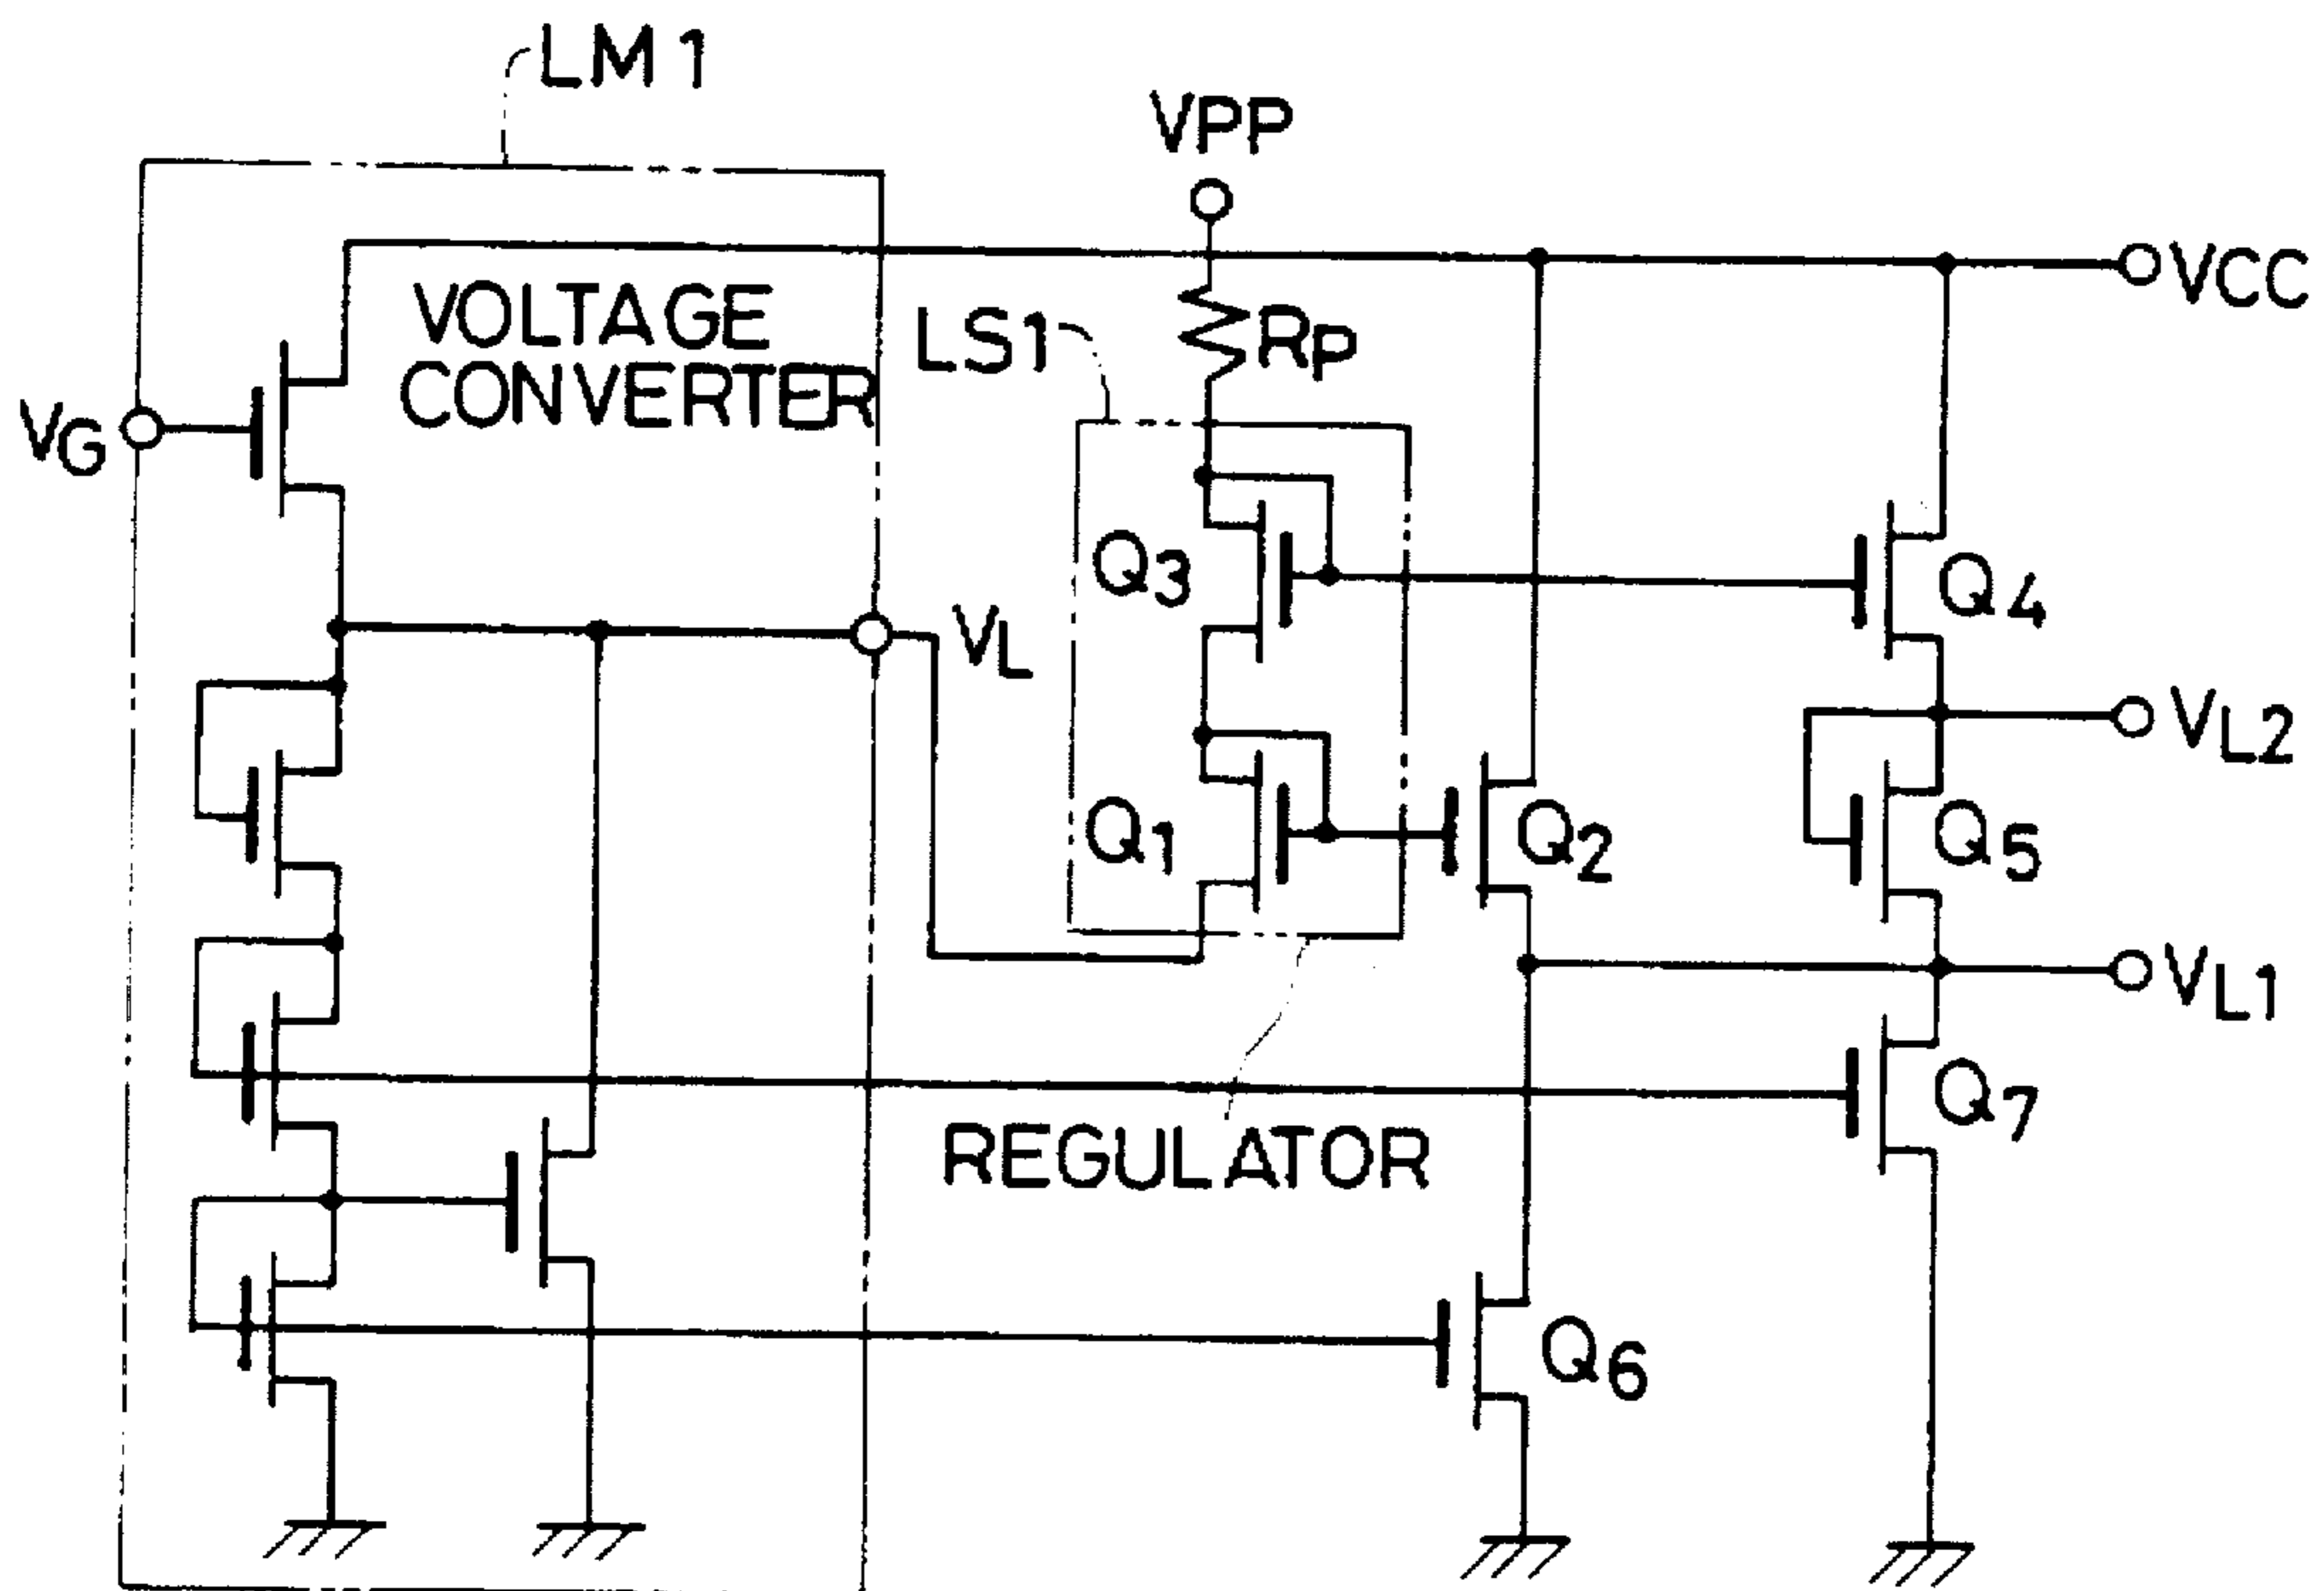 LM1
VPP
VCC
VOLTAGE
CONVERTER
LS1
RP
VG
Q3
Q4
VL
VL2
Q1
Q2
Q5
VL1
Q7
REGULATOR
Q6